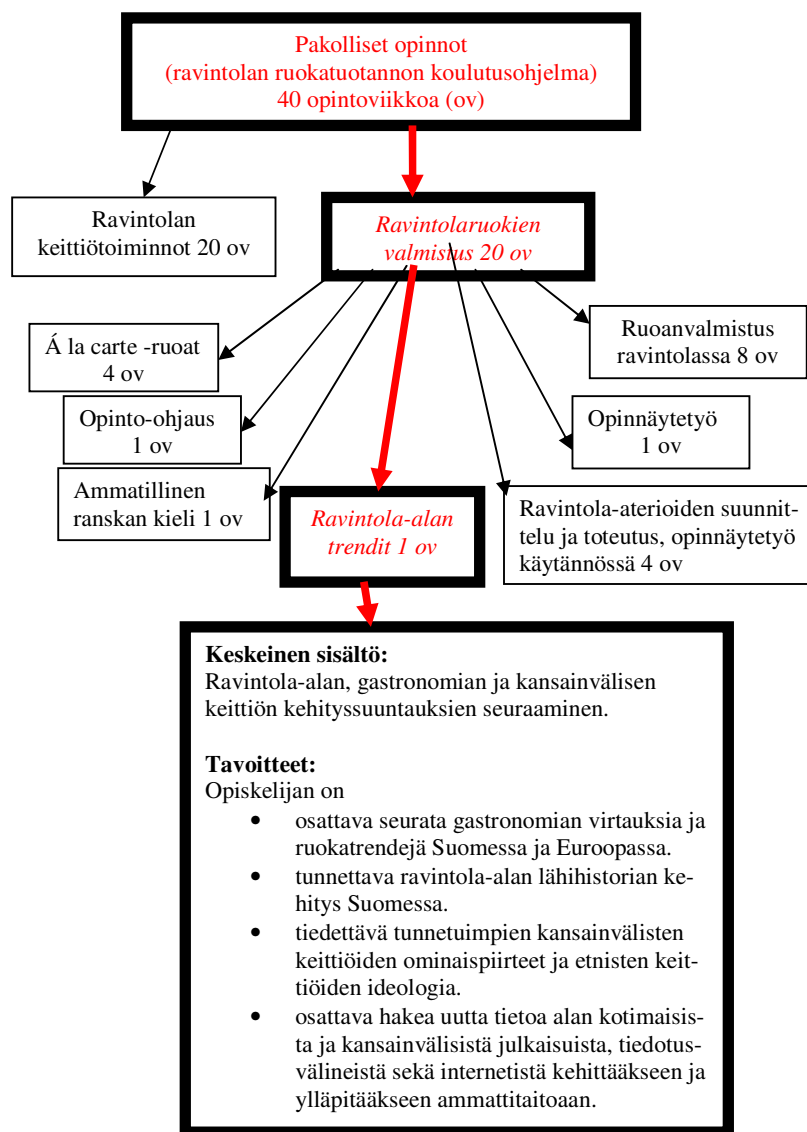 Pakolliset opinnot
(ravintolan ruokatuotannon koulutusohjelma)
40 opintoviikkoa (ov)
Ravintolan
keittiötoiminnot 20 ov
Ravintolaruokien
valmistus 20 ov
Á la carte -ruoat
4 ov
Ruoanvalmistus
ravintolassa 8 ov
Opinto-ohjaus
1 ov
Opinnäytetyö
1 ov
Ammatillinen
ranskan kieli 1 ov
Ravintola-alan
trendit 1 ov
Ravintola-aterioiden suunnit-
telu ja toteutus, opinnäytetyö
käytännössä 4 ov
Keskeinen sisältö:
Ravintola-alan, gastronomian ja kansainvälisen
keittiön kehityssuuntauksien seuraaminen.
Tavoitteet:
Opiskelijan on
• osattava seurata gastronomian virtauksia ja
ruokatrendejä Suomessa ja Euroopassa.
• tunnettava ravintola-alan lähihistorian ke-
hitys Suomessa.
• tiedettävä tunnetuimpien kansainvälisten
keittiöiden ominaispiirteet ja etnisten keit-
tiöiden ideologia.
• osattava hakea uutta tietoa alan kotimaisis-
ta ja kansainvälisistä julkaisuista, tiedotus-
välineistä sekä internetistä kehittääkseen ja
ylläpitääkseen ammattitaitoaan.